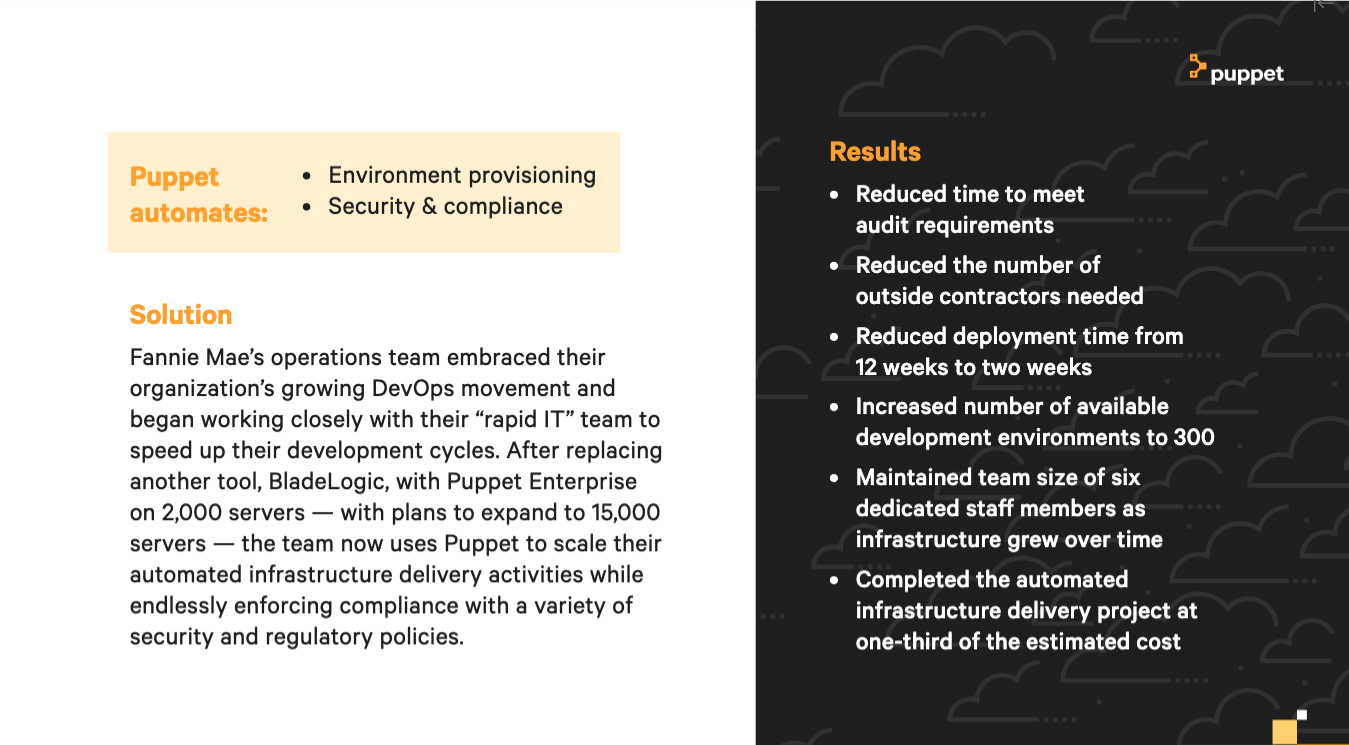 Puppet
automates:
• Environment provisioning
• Security & compliance
Solution
Fannie Mae’s operations team embraced their
organization’s growing DevOps movement and
began working closely with their “rapid IT” team to
speed up their development cycles. After replacing
another tool, BladeLogic, with Puppet Enterprise
on 2,000 servers — with plans to expand to 15,000
servers — the team now uses Puppet to scale their
automated infrastructure delivery activities while
endlessly enforcing compliance with a variety of
security and regulatory policies.
puppet
Results
• Reduced time to meet
audit requirements
• Reduced the number of
outside contractors needed
• Reduced deployment time from
12 weeks to two weeks
• Increased number of available
development environments to 300
• Maintained team size of six
dedicated staff members as
infrastructure grew over time
• Completed the automated
infrastructure delivery project at
one-third of the estimated cost